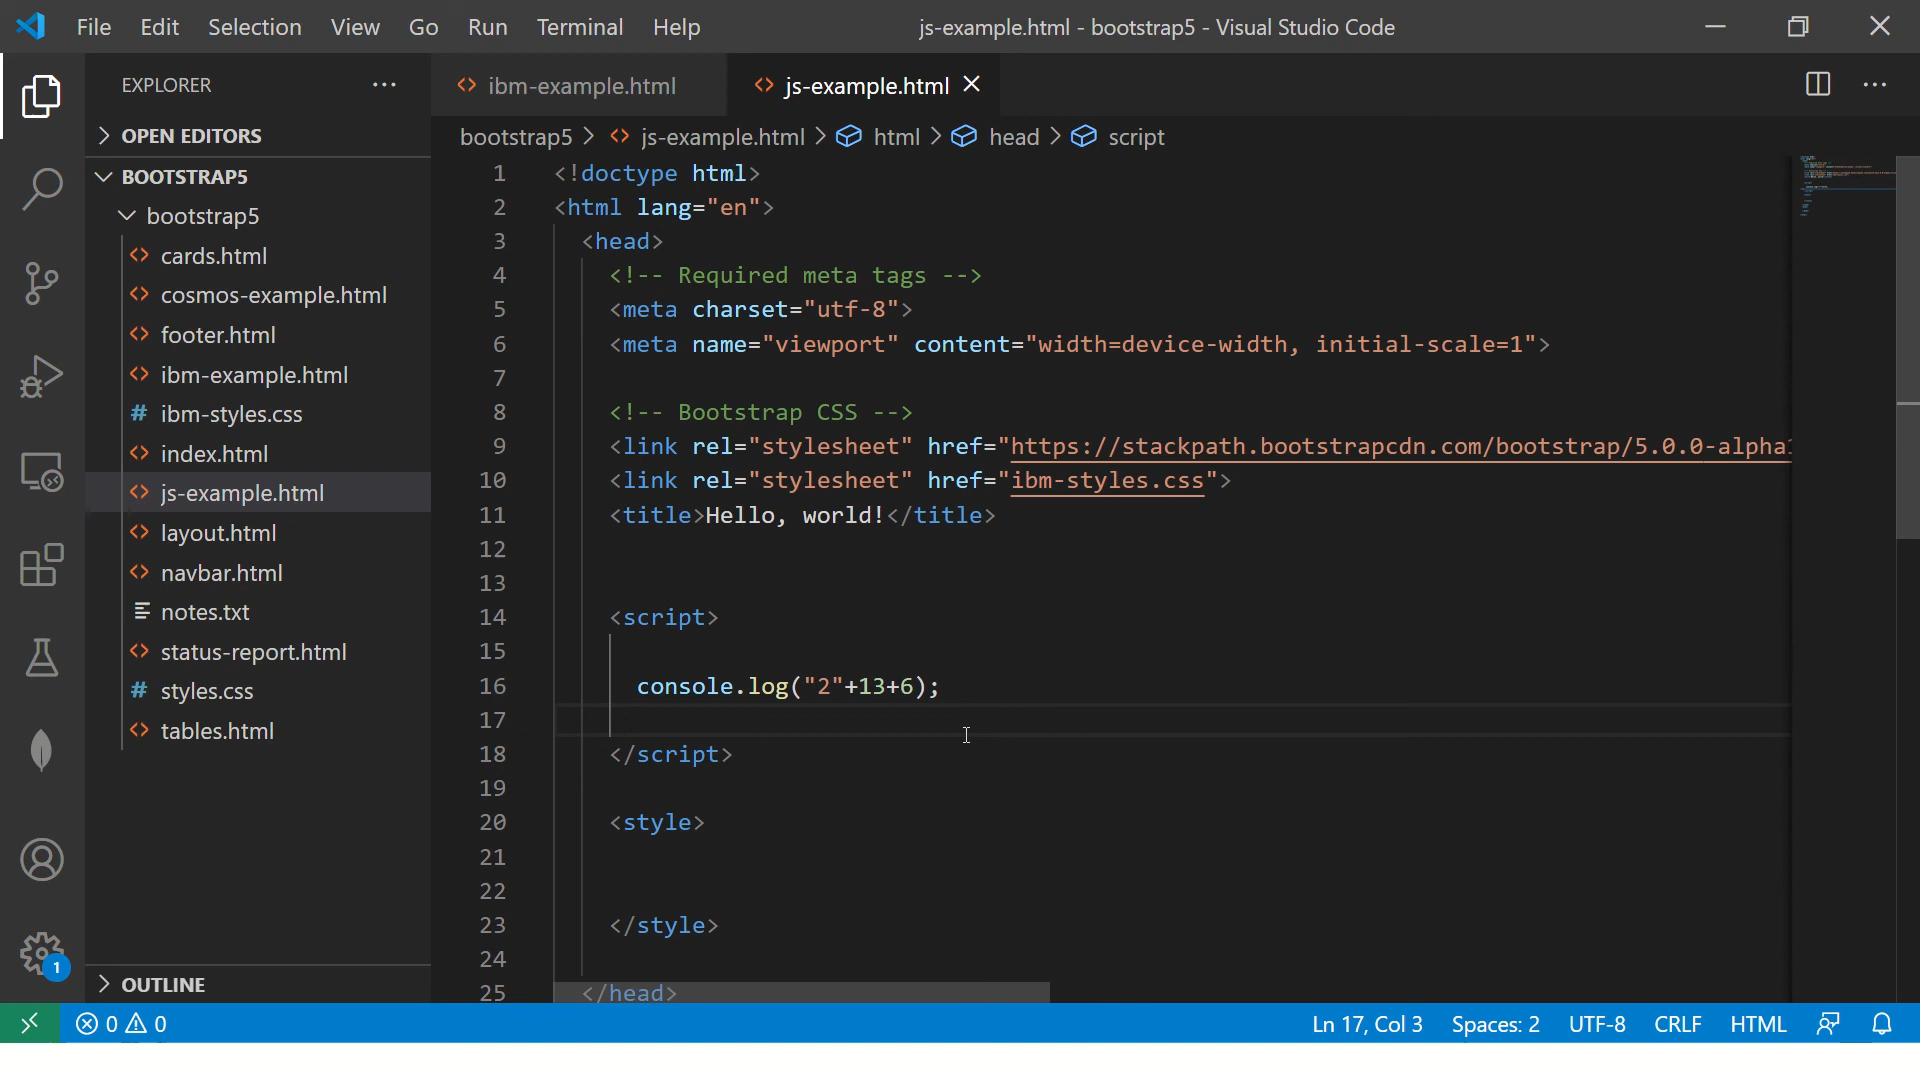 File Edit Selection View Go Run Terminal Help js-example.html - bootstrap5 - Visual Studio Code
EXPLORER
OPEN EDITORS
BOOTSTRAP5
bootstrap5
cards.html
cosmos-example.html
footer.html
ibm-example.html
# ibm-styles.css
index.html
js-example.html
layout.html
navbar.html
notes.txt
status-report.html
# styles.css
tables.html
OUTLINE
1
ibm-example.html js-example.html
bootstrap5 > js-example.html > html > head > script
1 <!doctype html>
2 <html lang="en">
3 <head>
4 <!-- Required meta tags -->
5 <meta charset="utf-8">
6 <meta name="viewport" content="width=device-width, initial-scale=1">
7
8 <!-- Bootstrap CSS -->
9 <link rel="stylesheet" href="https://stackpath.bootstrapcdn.com/bootstrap/5.0.0-alpha1
10 <link rel="stylesheet" href="ibm-styles.css">
11 <title>Hello, world!</title>
12
13
14 <script>
15
16 console.log("2"+13+6);
17
18 </script>
19
20 <style>
21
22
23 </style>
24
25 </head>
0 0 Ln 17, Col 3 Spaces: 2 UTF-8 CRLF HTML